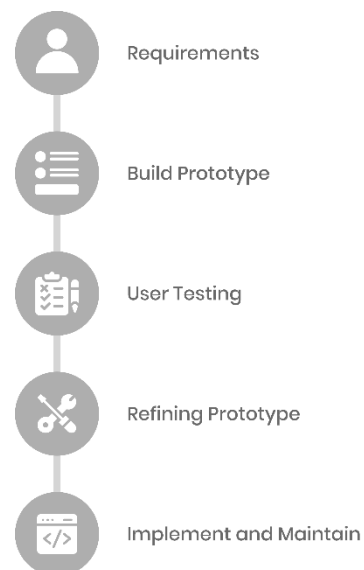 Requirements
Build Prototype
User Testing
Refining Prototype
Implement and Maintain